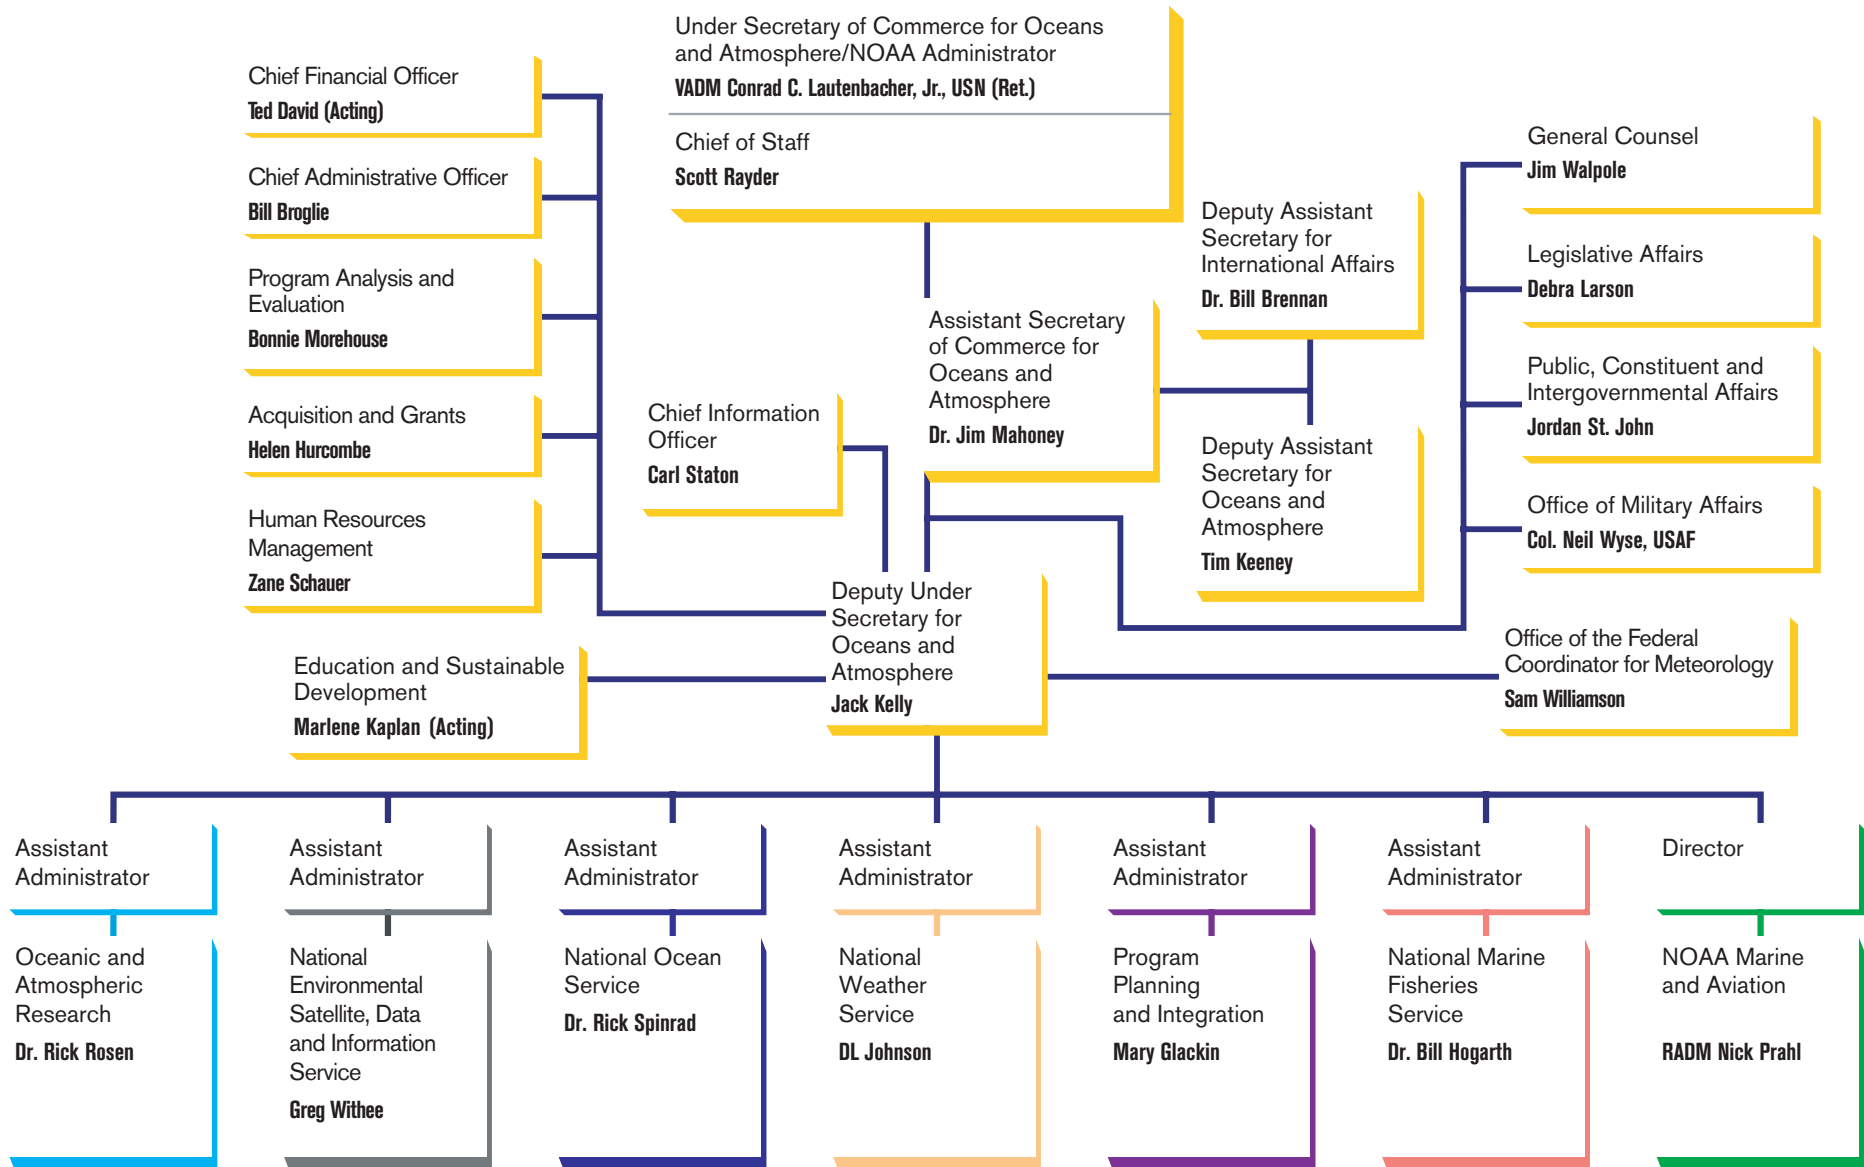 Under Secretary of Commerce for Oceans
and Atmosphere/NOAA Administrator
VADM Conrad C. Lautenbacher, Jr., USN (Ret.)
Chief of Staff
Scott Rayder
Chief Financial Officer
Ted David (Acting)
Chief Administrative Officer
Bill Broglie
Program Analysis and
Evaluation
Bonnie Morehouse
Acquisition and Grants
Helen Hurcombe
Human Resources
Management
Zane Schauer
Education and Sustainable
Development
Marlene Kaplan (Acting)
Chief Information
Officer
Carl Staton
Assistant Secretary
of Commerce for
Oceans and
Atmosphere
Dr. Jim Mahoney
Deputy Assistant
Secretary for
International Affairs
Dr. Bill Brennan
Deputy Assistant
Secretary for
Oceans and
Atmosphere
Tim Keeney
General Counsel
Jim Walpole
Legislative Affairs
Debra Larson
Public, Constituent and
Intergovernmental Affairs
Jordan St. John
Office of Military Affairs
Col. Neil Wyse, USAF
Office of the Federal
Coordinator for Meteorology
Sam Williamson
Deputy Under
Secretary for
Oceans and
Atmosphere
Jack Kelly
Assistant
Administrator
Oceanic and
Atmospheric
Research
Dr. Rick Rosen
Assistant
Administrator
National
Environmental
Satellite, Data
and Information
Service
Greg Withee
Assistant
Administrator
National Ocean
Service
Dr. Rick Spinrad
Assistant
Administrator
National
Weather
Service
DL Johnson
Assistant
Administrator
Program
Planning
and Integration
Mary Glackin
Assistant
Administrator
National Marine
Fisheries
Service
Dr. Bill Hogarth
Director
NOAA Marine
and Aviation
RADM Nick Prahl